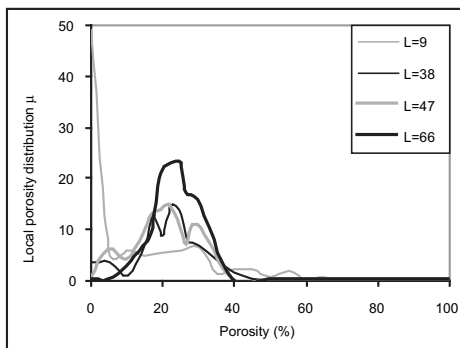 50
40
30
20
10
0
0 20 40 60 80 100
Local porosity distribution μ
Porosity (%)
L=9
L=38
L=47
L=66